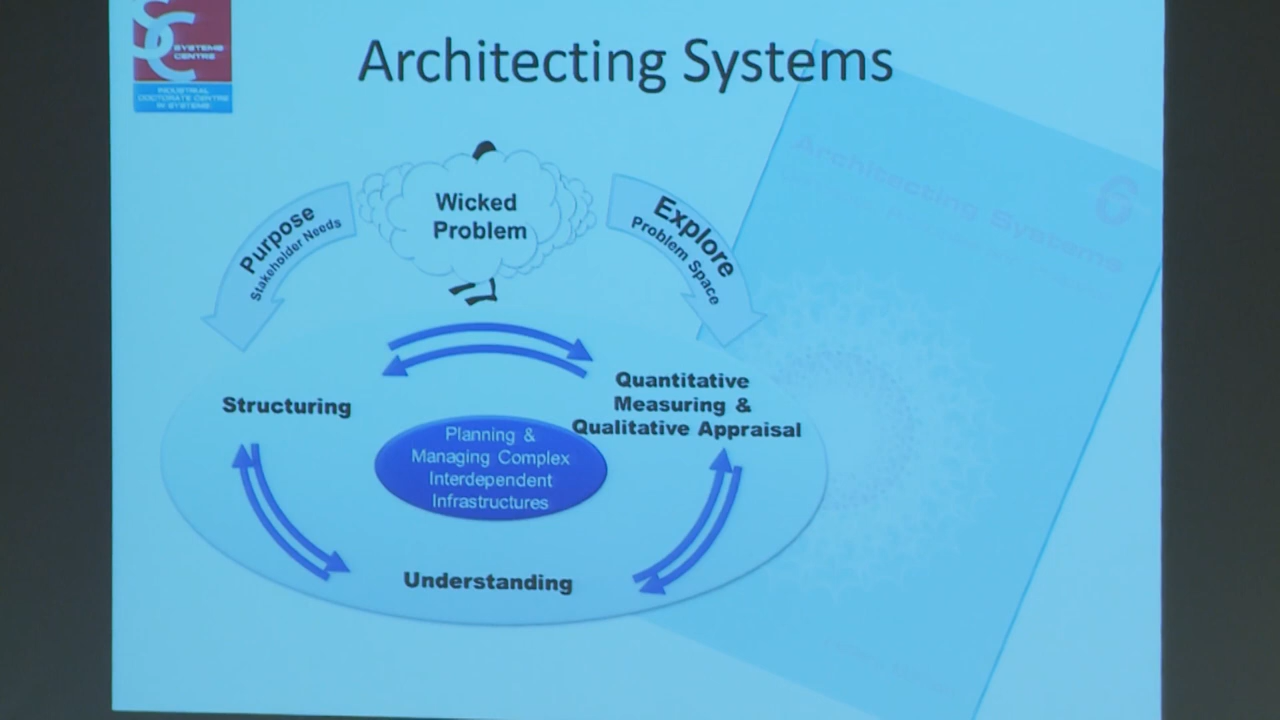 SYSTEMS
CENTRE
INDUSTRIAL
DOCTORATE CENTRE
IN SYSTEMS
Architecting Systems
Wicked
Problem
Purpose
Stakeholder Needs
Explore
Problem Space
Architecting Systems
6
Structuring
Quantitative
Measuring &
Qualitative Appraisal
Planning &
Managing Complex
Interdependent
Infrastructures
Understanding